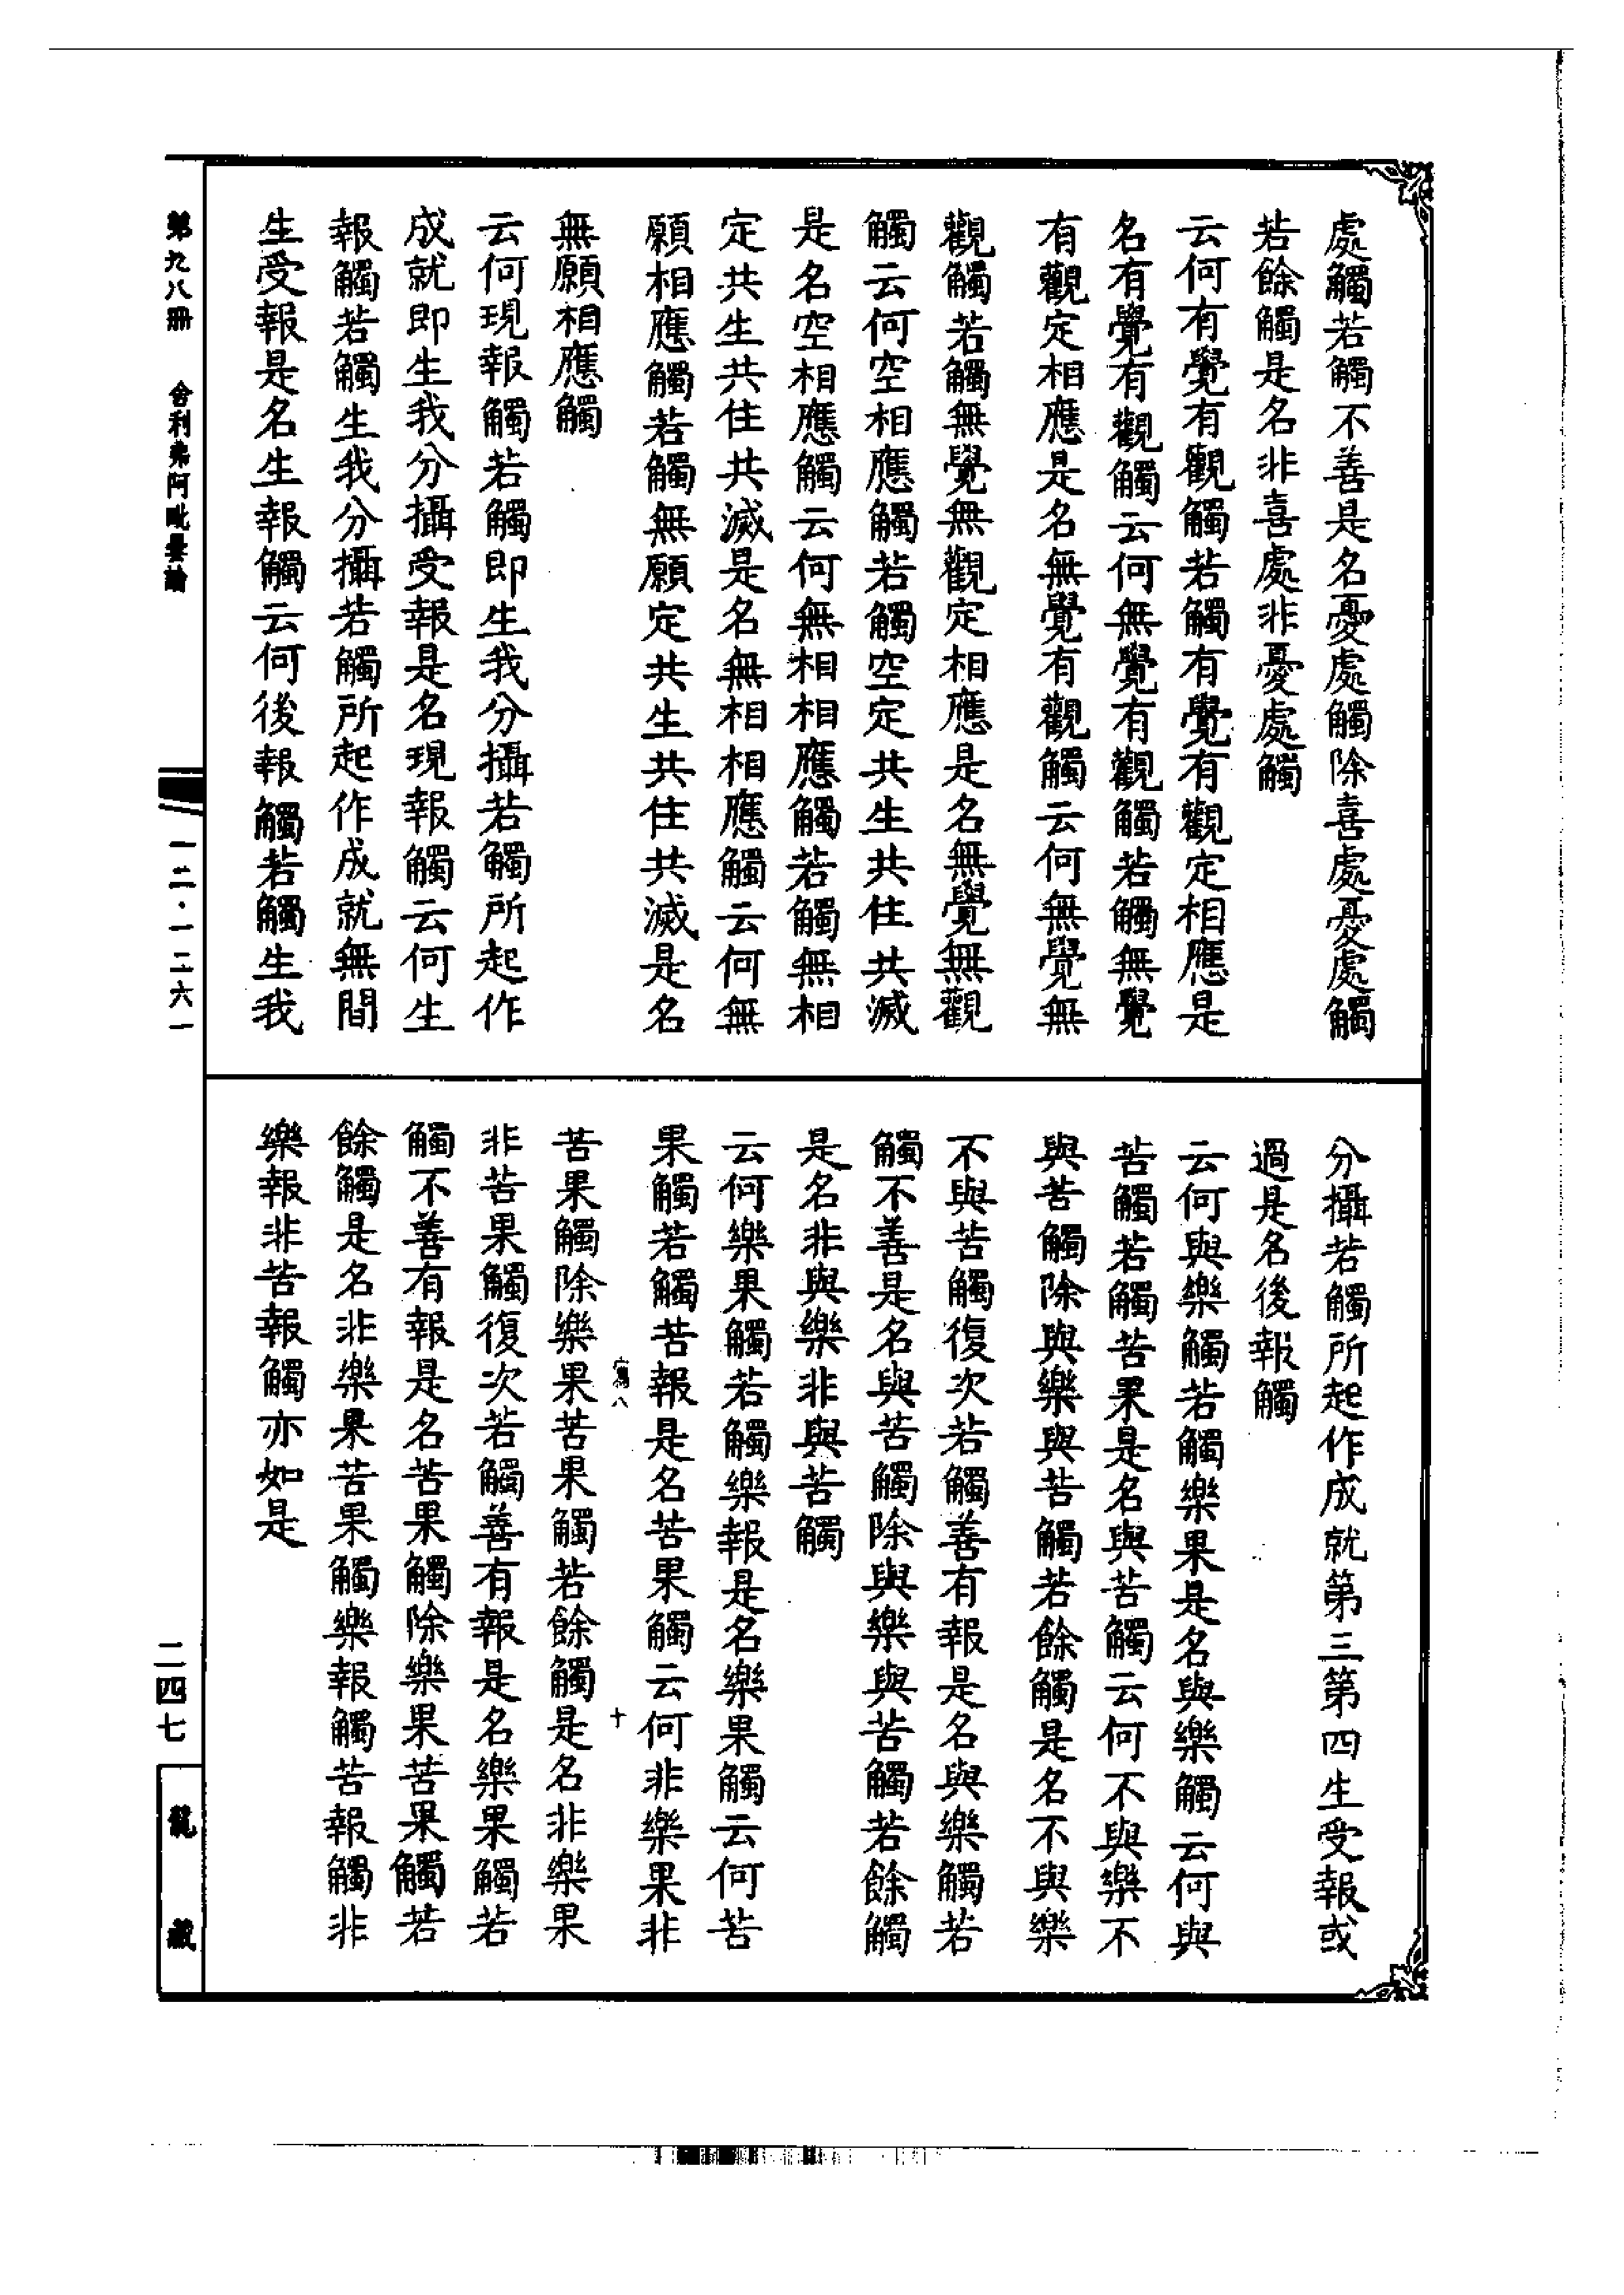 處觸若觸不善是名憂處觸除喜處憂處觸
若餘觸是名非喜處非憂處觸
云何有覺有觀觸若觸有覺有觀定相應是
名有覺有觀觸云何無覺有觀觸若觸無覺
有觀定相應是名無覺有觀觸云何無覺無
觀觸若觸無覺無觀定相應是名無覺無觀
觸云何空相應觸若觸空定共生共住共滅
是名空相應觸云何無相相應觸若觸無相
定共生共住共滅是名無相相應觸云何無
願相應觸若觸無願定共生共住共滅是名
無願相應觸
云何現報觸若觸即生我分攝若觸所起作
成就即生我分攝受報是名現報觸云何生
報觸若觸生我分攝若觸所起作成就無間
生受報是名生報觸云何後報觸若觸生我
分攝若觸所起作成就第三第四生受報或
過是名後報觸
云何與樂觸若觸樂果是名與樂觸云何與
苦觸若觸苦果是名與苦觸云何不與樂不
與苦觸除與樂與苦觸若餘觸是名不與樂
不與苦觸復次若觸善有報是名與樂觸若
觸不善是名與苦觸除與樂與苦觸若餘觸
是名非與樂非與苦觸
云何樂果觸若觸樂報是名樂果觸云何苦
果觸若觸苦報是名苦果觸云何非樂果非
八 十
苦果觸除樂果苦果觸若餘觸是名非樂果
非苦果觸復次若觸善有報是名樂果觸若
觸不善有報是名苦果觸除樂果苦果觸若
餘觸是名非樂果苦果觸樂報觸苦報觸非
樂報非苦報觸亦如是
第九八冊 舍利弗阿毗曇論
一二·一二六一
二四七
龍藏